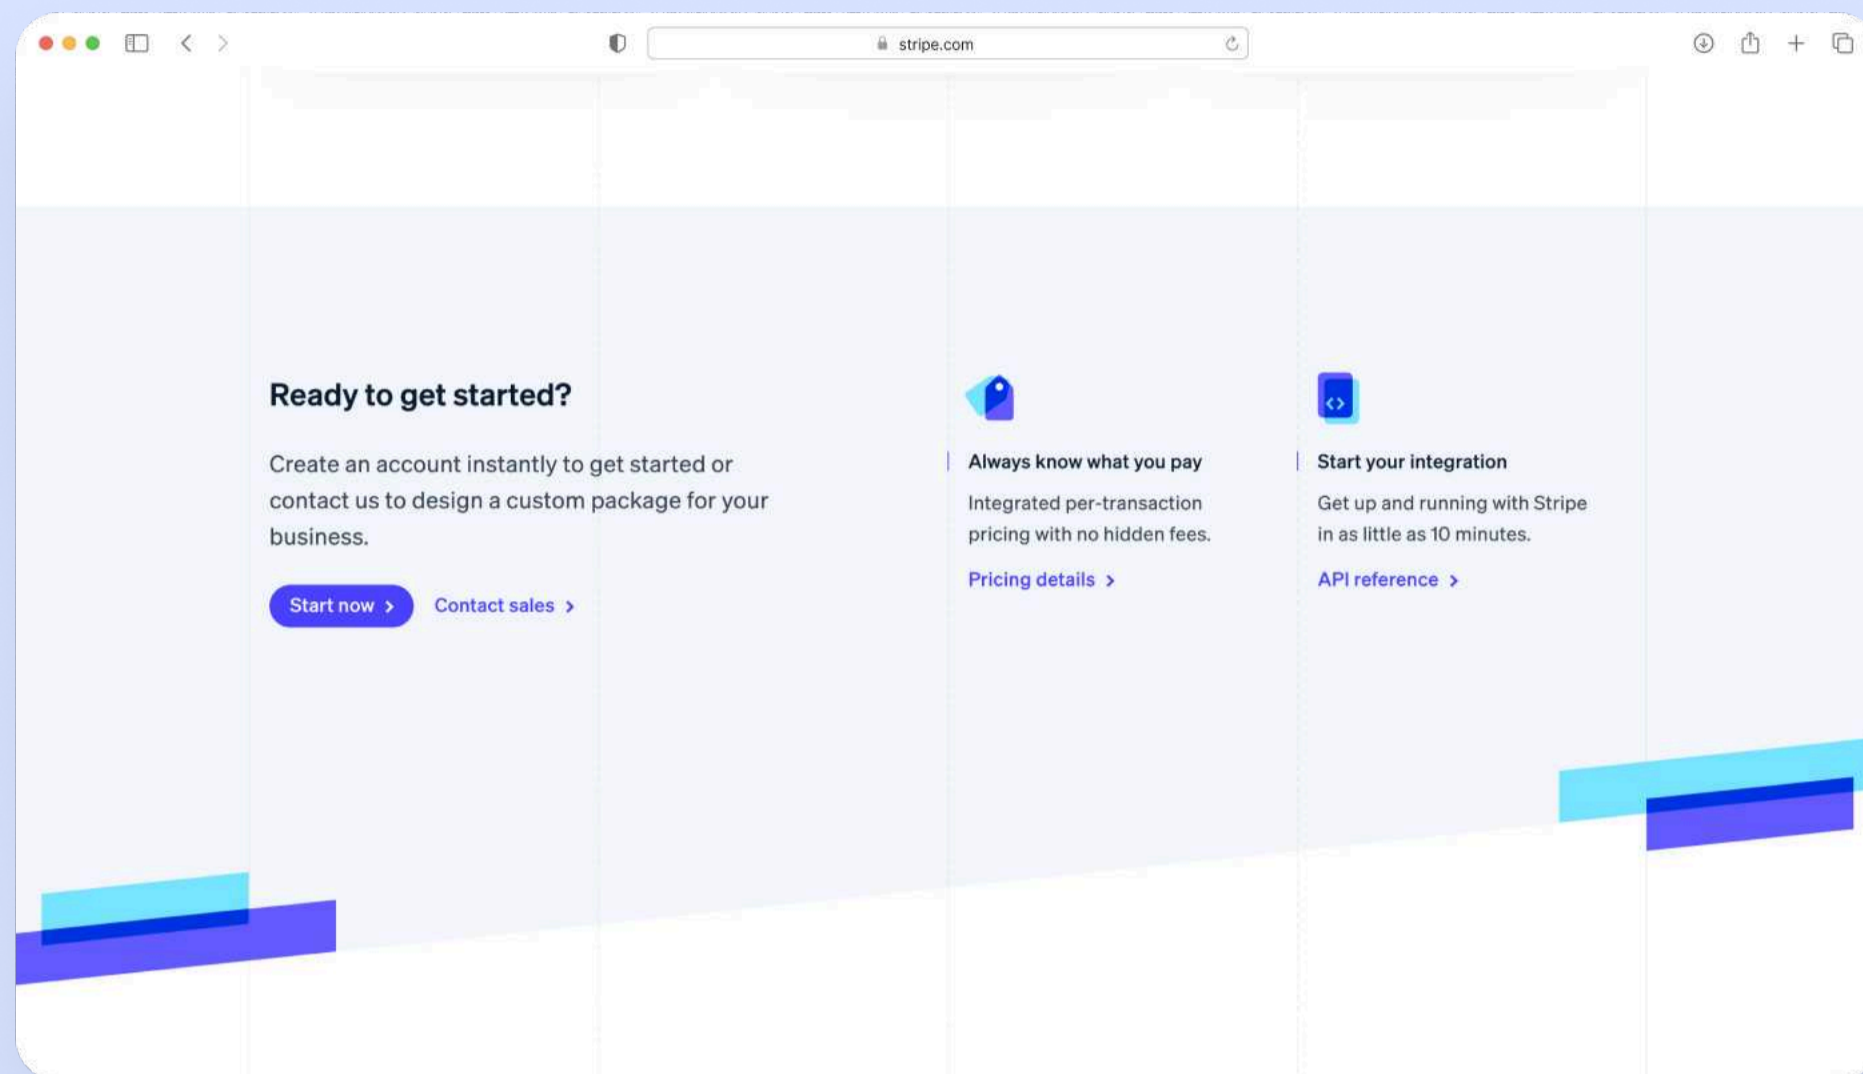 stripe.com
Ready to get started?
Create an account instantly to get started or
contact us to design a custom package for your
business.
Start now
Contact sales
Always know what you pay
Integrated per-transaction
pricing with no hidden fees.
Pricing details
Start your integration
Get up and running with Stripe
in as little as 10 minutes.
API reference